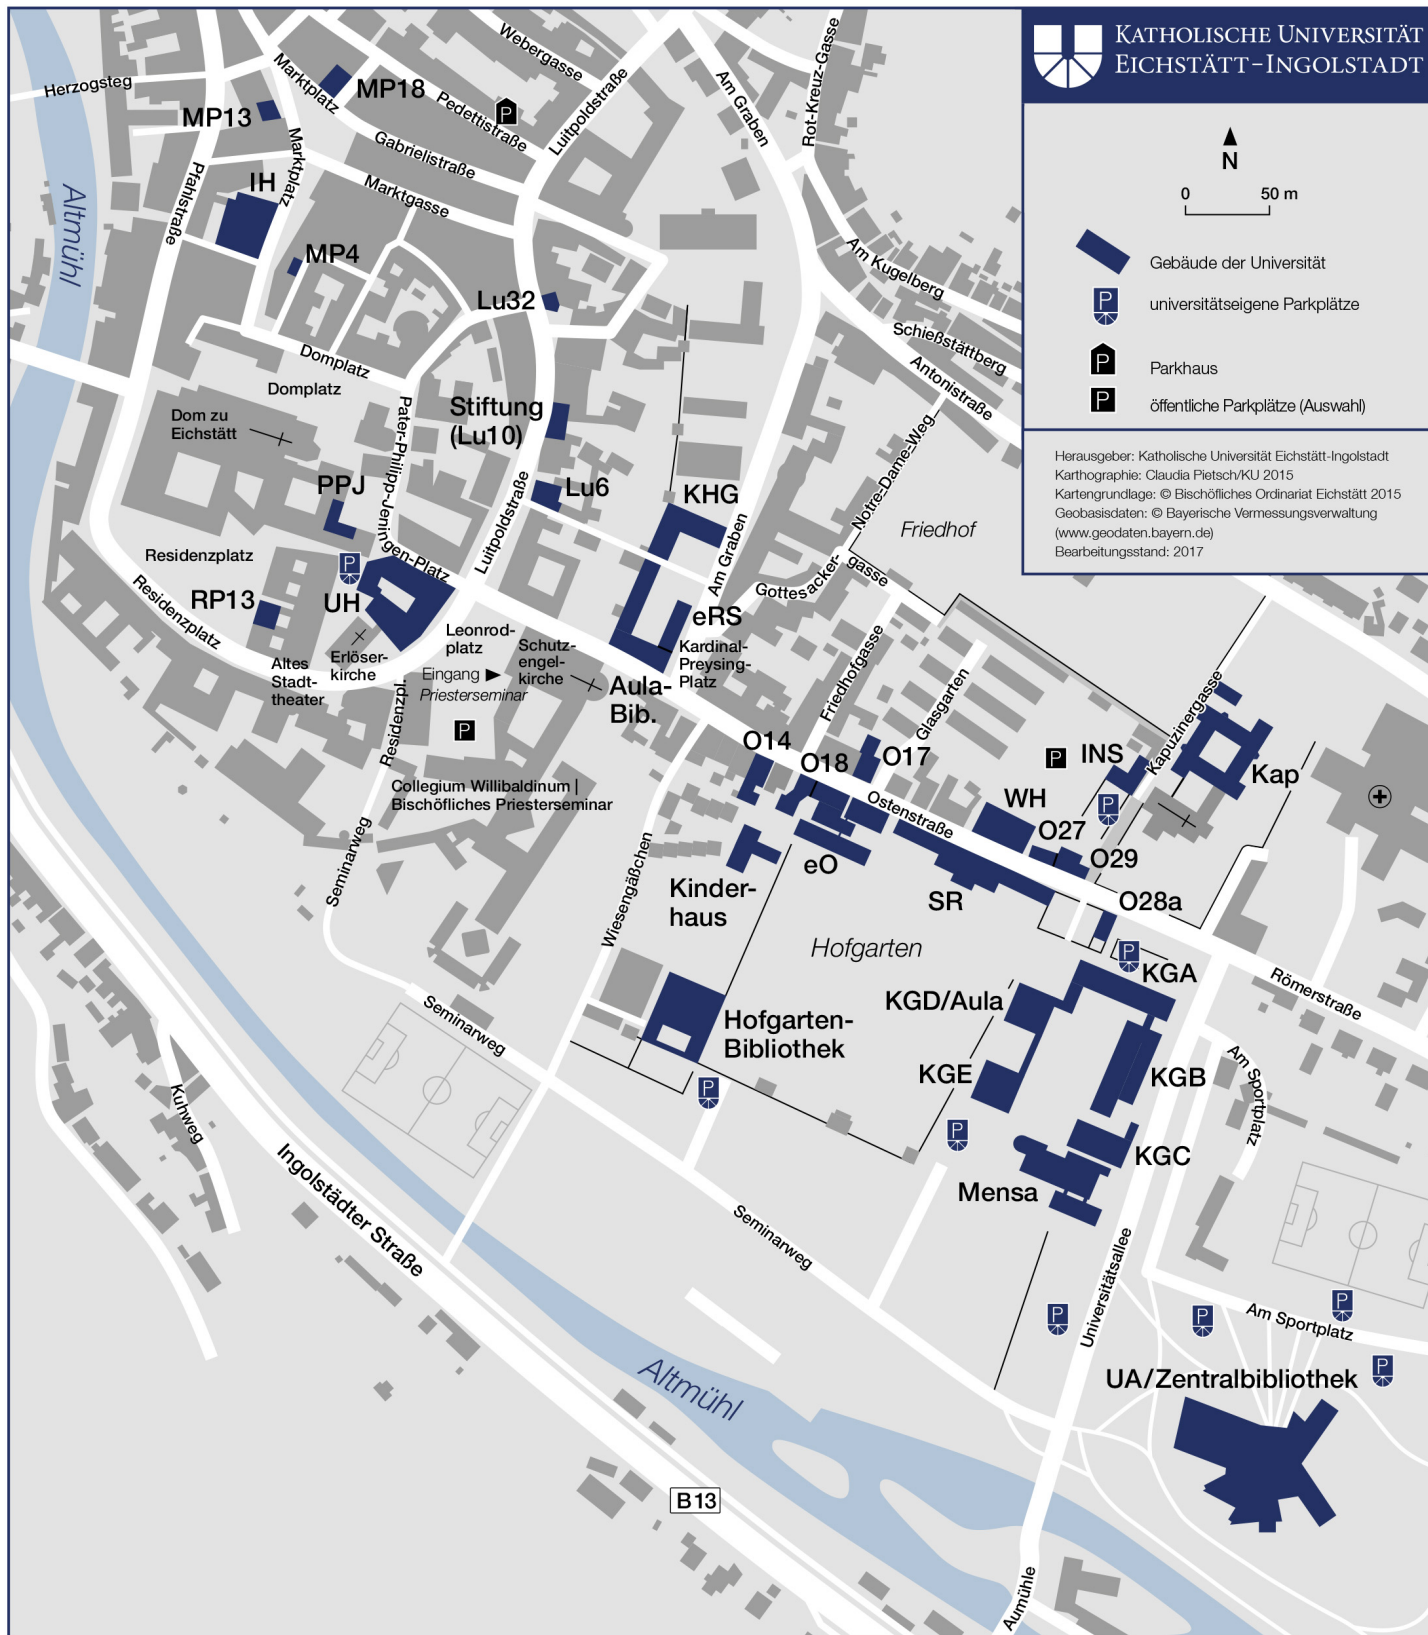 KATHOLISCHE UNIVERSITÄT
EICHSTÄTT-INGOLSTADT
N
0 50 m
Gebäude der Universität
P
universitätseigene Parkplätze
P
Parkhaus
P
öffentliche Parkplätze (Auswahl)
Herausgeber: Katholische Universität Eichstätt-Ingolstadt
Karthographie: Claudia Pietsch/KU 2015
Kartengrundlage: © Bischöfliches Ordinariat Eichstätt 2015
Geobasisdaten: © Bayerische Vermessungsverwaltung
(www.geodaten.bayern.de)
Bearbeitungsstand: 2017
Herzogsteg
Marktplatz
MP18
Webergasse
Pedettistraße
P
Luitpoldstraße
Am Graben
Rot-Kreuz-Gasse
MP13
Marktplatz
Gabrielistraße
Marktgasse
Pfahlstraße
Altmühl
IH
MP4
Lu32
Am Kugelberg
Schießstättberg
Antonistraße
Domplatz
Domplatz
Dom zu
Eichstätt
Pater-Philipp-Jeningen-Platz
Stiftung
(Lu10)
Lu6
KHG
Notre-Dame-Weg
Friedhof
PPJ
Luitpoldstraße
Am Graben
Gottesacker-
gasse
Residenzplatz
P
RP13
UH
Residenzplatz
eRS
Kardinal-
Preysing-
Platz
Leonrod-
platz
Schutz-
engel-
kirche
Erlöser-
kirche
Altes
Stadt-
theater
Eingang
Priesterseminar
Aula-
Bib.
Friedhofgasse
Glasgarten
Kapuzinergasse
P
Residenzpl.
O14
O18
O17
P
INS
Kap
Collegium Willibaldinum |
Bischöfliches Priesterseminar
Ostenstraße
WH
P
O27
O29
Seminarweg
Wiesengäßchen
Kinder-
haus
eO
SR
O28a
Hofgarten
P
KGA
Römerstraße
Seminarweg
KGD/Aula
Hofgarten-
Bibliothek
P
KGE
KGB
Am Sportplatz
Kuhweg
P
KGC
Mensa
Ingolstädter Straße
Seminarweg
Universitätsallee
P
P
P
Am Sportplatz
P
UA/Zentralbibliothek
Altmühl
B13
Aumühle